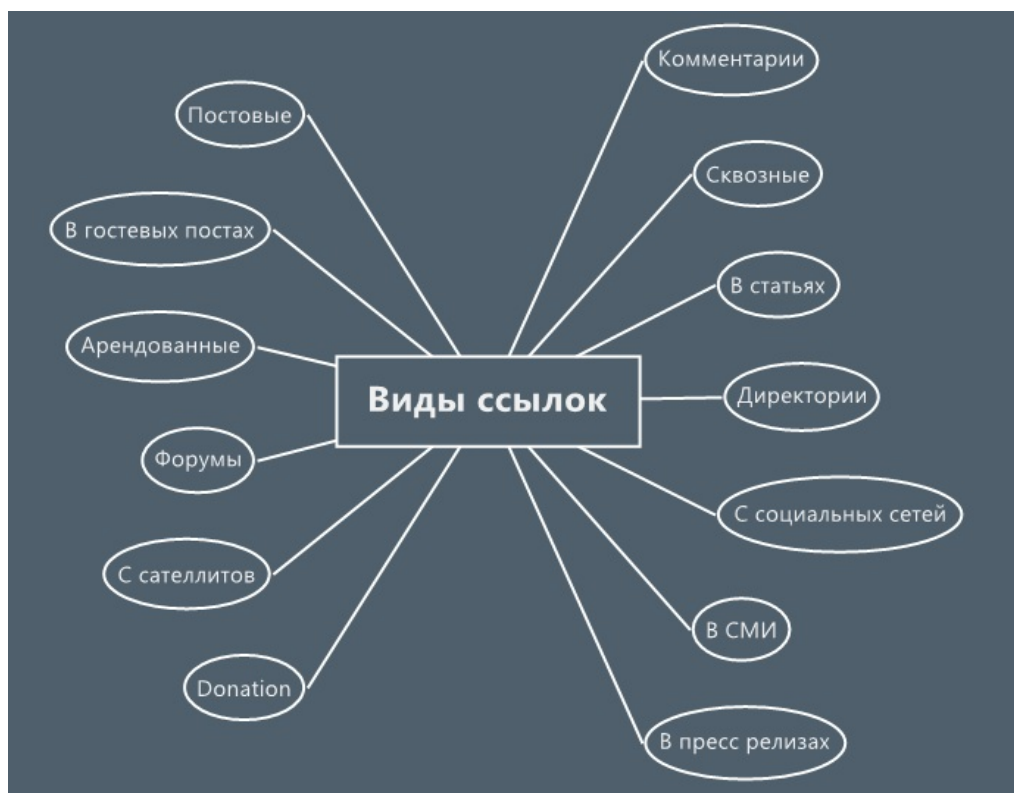 Комментарии
Постовые
Сквозные
В гостевых постах
В статьях
Арендованные
Директории
Виды ссылок
Форумы
С социальных сетей
С сателлитов
В СМИ
Donation
В пресс релизах